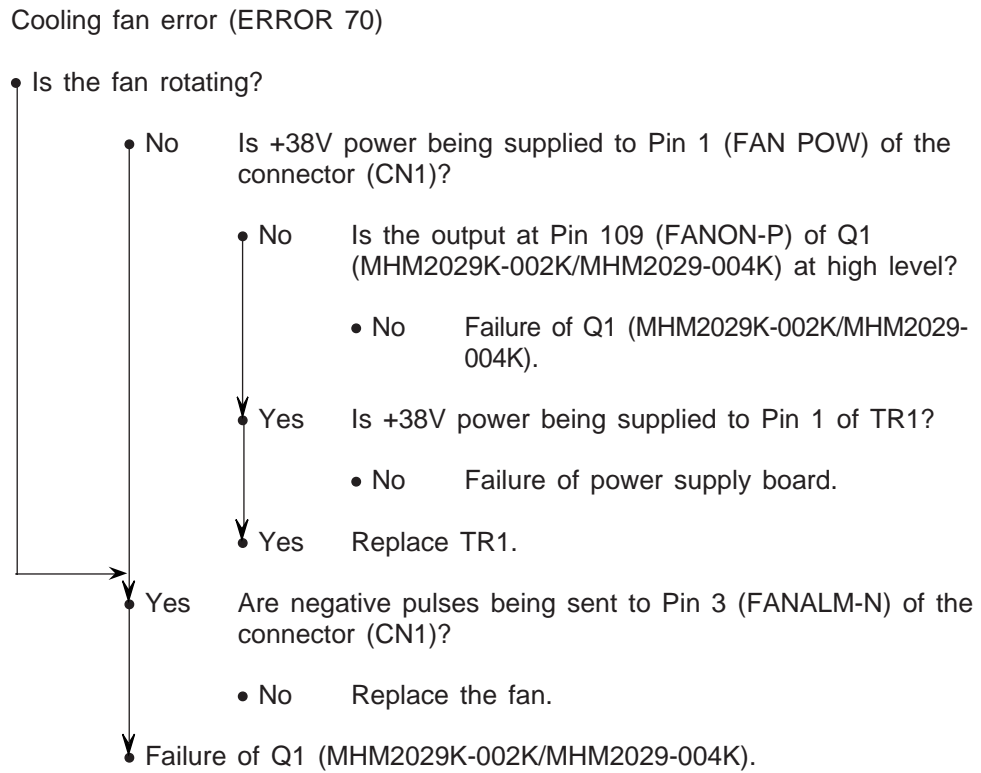 Cooling fan error (ERROR 70)
• Is the fan rotating?
• No Is +38V power being supplied to Pin 1 (FAN POW) of the
connector (CN1)?
• No Is the output at Pin 109 (FANON-P) of Q1
(MHM2029K-002K/MHM2029-004K) at high level?
• No Failure of Q1 (MHM2029K-002K/MHM2029-
004K).
• Yes Is +38V power being supplied to Pin 1 of TR1?
• No Failure of power supply board.
• Yes Replace TR1.
• Yes Are negative pulses being sent to Pin 3 (FANALM-N) of the
connector (CN1)?
• No Replace the fan.
• Failure of Q1 (MHM2029K-002K/MHM2029-004K).